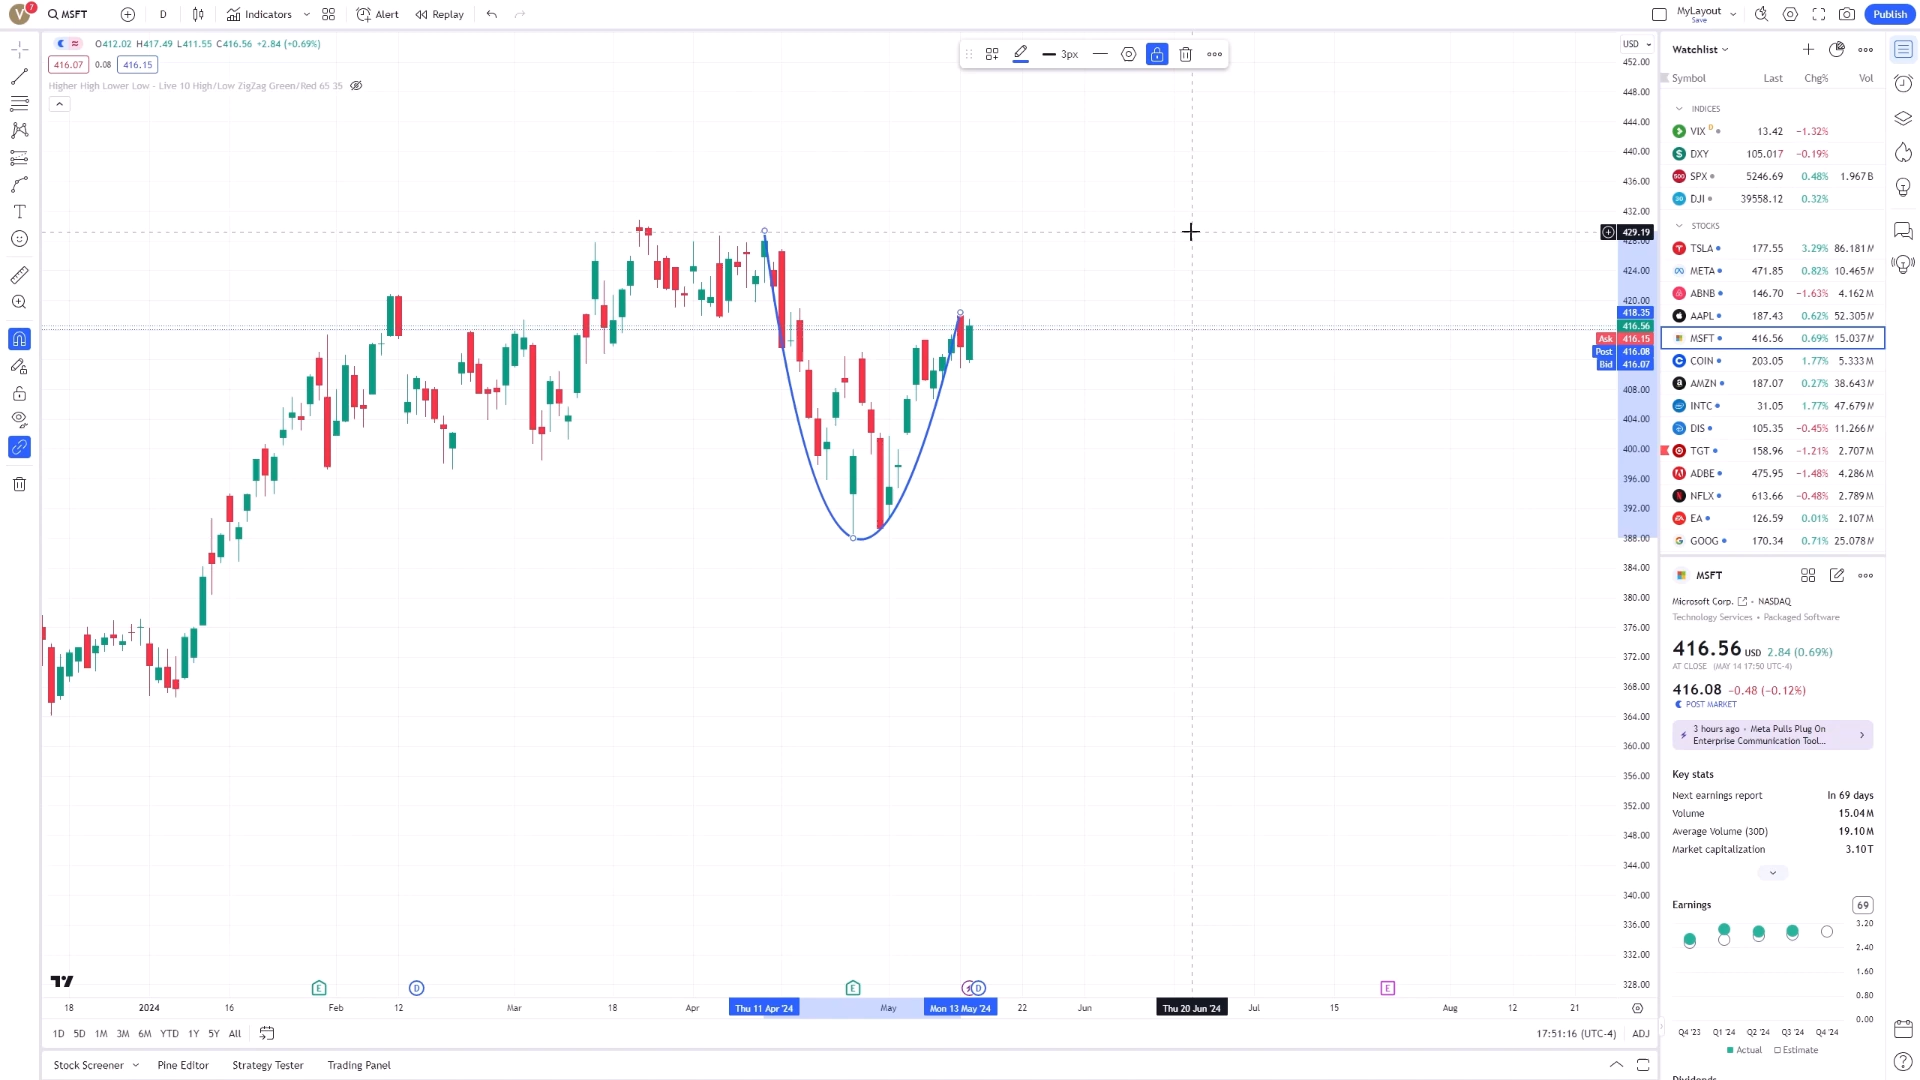 V 7 MSFT D Indicators Alert Replay MyLayout Save Publish
O412.02 H417.49 L411.55 C416.56 +2.84 (+0.69%)
416.07 0.08 416.15
Higher High Lower Low - Live 10 High/Low ZigZag Green/Red 65 35
3px
USD
452.00
448.00
444.00
440.00
436.00
432.00
429.19
424.00
420.00
418.35
416.56
Ask 416.15
Post 416.08
Bid 416.07
408.00
404.00
400.00
396.00
392.00
388.00
384.00
380.00
376.00
372.00
368.00
364.00
360.00
356.00
352.00
348.00
344.00
340.00
336.00
332.00
328.00
E D E D E
18 2024 16 Feb 12 Mar 18 Apr Thu 11 Apr '24 May Mon 13 May '24 22 Jun Thu 20 Jun '24 Jul 15 Aug 12 21
1D 5D 1M 3M 6M YTD 1Y 5Y All 17:51:16 (UTC-4) ADJ
Stock Screener Pine Editor Strategy Tester Trading Panel
Watchlist
Symbol Last Chg% Vol
INDICES
VIX D 13.42 −1.32%
DXY 105.017 −0.19%
SPX 5246.69 0.48% 1.967B
DJI 39558.12 0.32%
STOCKS
TSLA 177.55 3.29% 86.181M
META 471.85 0.82% 10.465M
ABNB 146.70 −1.63% 4.162M
AAPL 187.43 0.62% 52.305M
MSFT 416.56 0.69% 15.037M
COIN 203.05 1.77% 5.333M
AMZN 187.07 0.27% 38.643M
INTC 31.05 1.77% 47.679M
DIS 105.35 −0.45% 11.266M
TGT 158.96 −1.21% 2.707M
ADBE 475.95 −1.48% 4.286M
NFLX 613.66 −0.48% 2.789M
EA 126.59 0.01% 2.107M
GOOG 170.34 0.71% 25.078M
MSFT
Microsoft Corp. • NASDAQ
Technology Services • Packaged Software
416.56 USD 2.84 (0.69%)
AT CLOSE (MAY 14 17:50 UTC-4)
416.08 −0.48 (−0.12%)
POST MARKET
3 hours ago • Meta Pulls Plug On
Enterprise Communication Tool...
Key stats
Next earnings report In 69 days
Volume 15.04M
Average Volume (30D) 19.10M
Market capitalization 3.10T
Earnings 69
3.20
2.40
1.60
0.80
0.00
Q4 '23 Q1 '24 Q2 '24 Q3 '24 Q4 '24
Actual Estimate